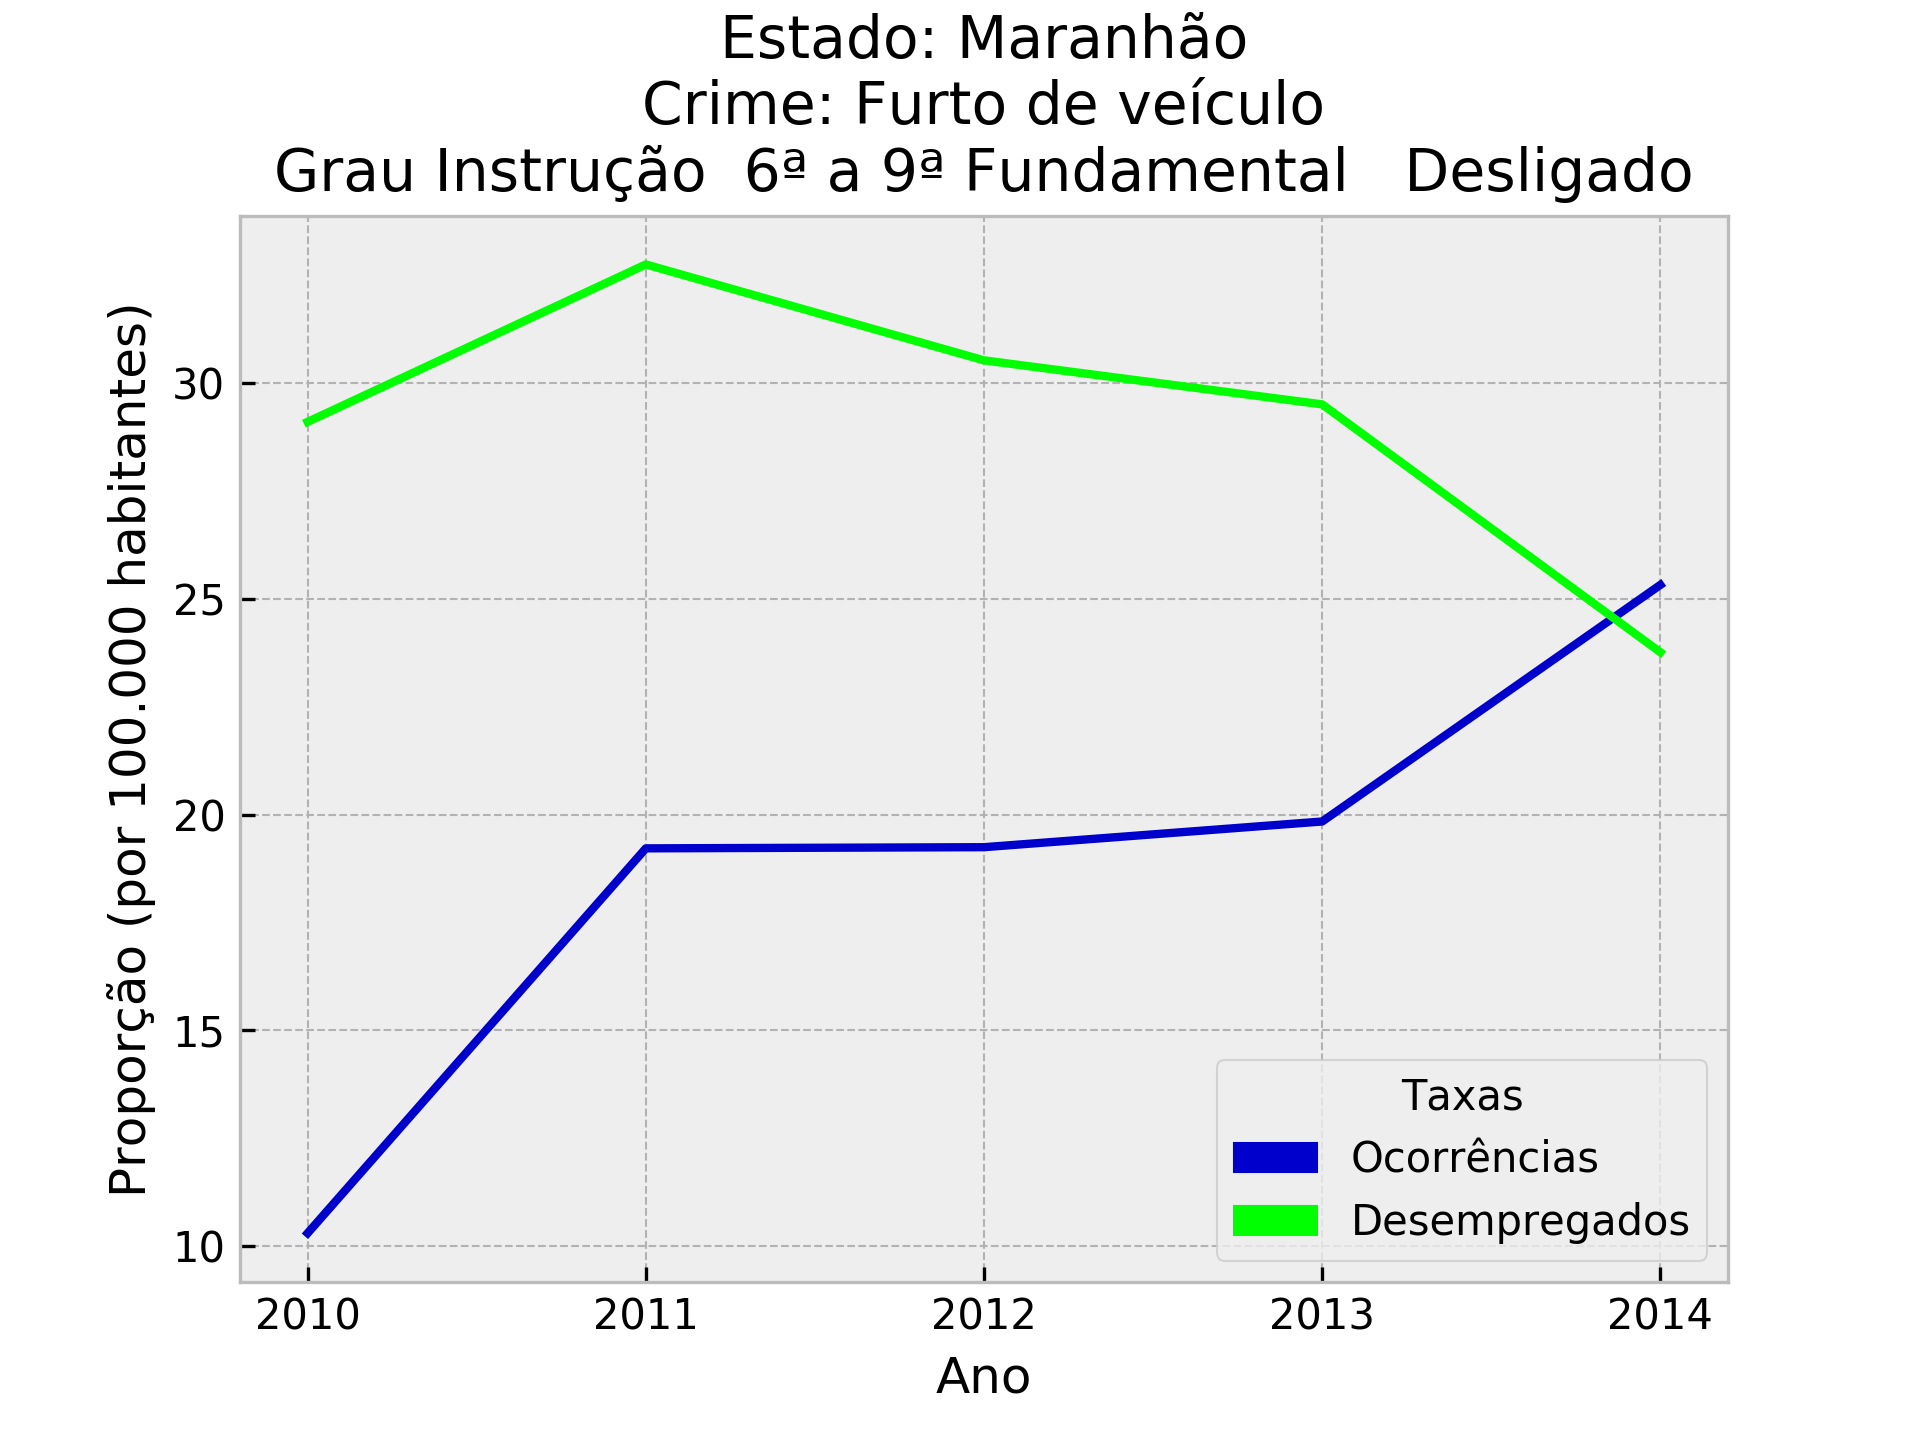 Estado: Maranhão
Crime: Furto de veículo
Grau Instrução  6ª a 9ª Fundamental   Desligado
Proporção (por 100.000 habitantes)
30
25
20
15
10
Taxas
Ocorrências
Desempregados
2010 2011 2012 2013 2014
Ano